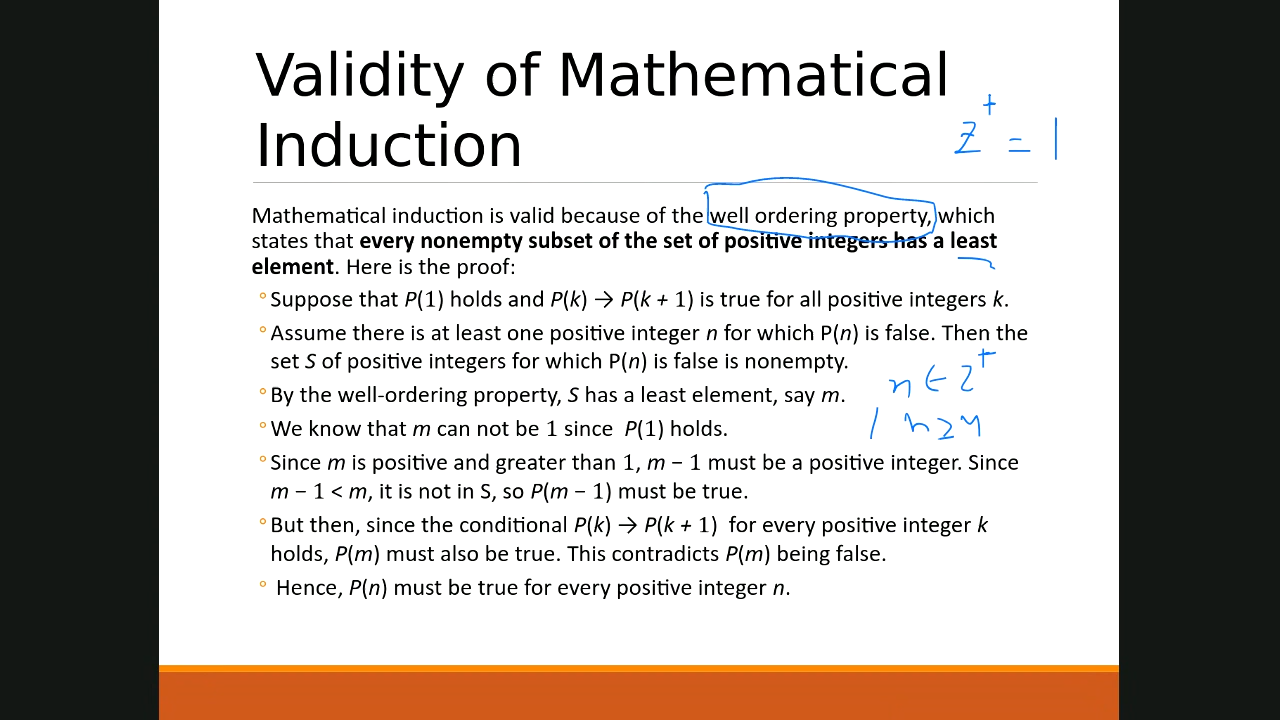 Validity of Mathematical
Induction
Z⁺ = 1
Mathematical induction is valid because of the well ordering property, which
states that every nonempty subset of the set of positive integers has a least
element. Here is the proof:
◦Suppose that P(1) holds and P(k) → P(k + 1) is true for all positive integers k.
◦Assume there is at least one positive integer n for which P(n) is false. Then the
set S of positive integers for which P(n) is false is nonempty.
n ∈ Z⁺
◦By the well-ordering property, S has a least element, say m.
◦We know that m can not be 1 since P(1) holds.
◦Since m is positive and greater than 1, m − 1 must be a positive integer. Since
m − 1 < m, it is not in S, so P(m − 1) must be true.
◦But then, since the conditional P(k) → P(k + 1) for every positive integer k
holds, P(m) must also be true. This contradicts P(m) being false.
◦ Hence, P(n) must be true for every positive integer n.